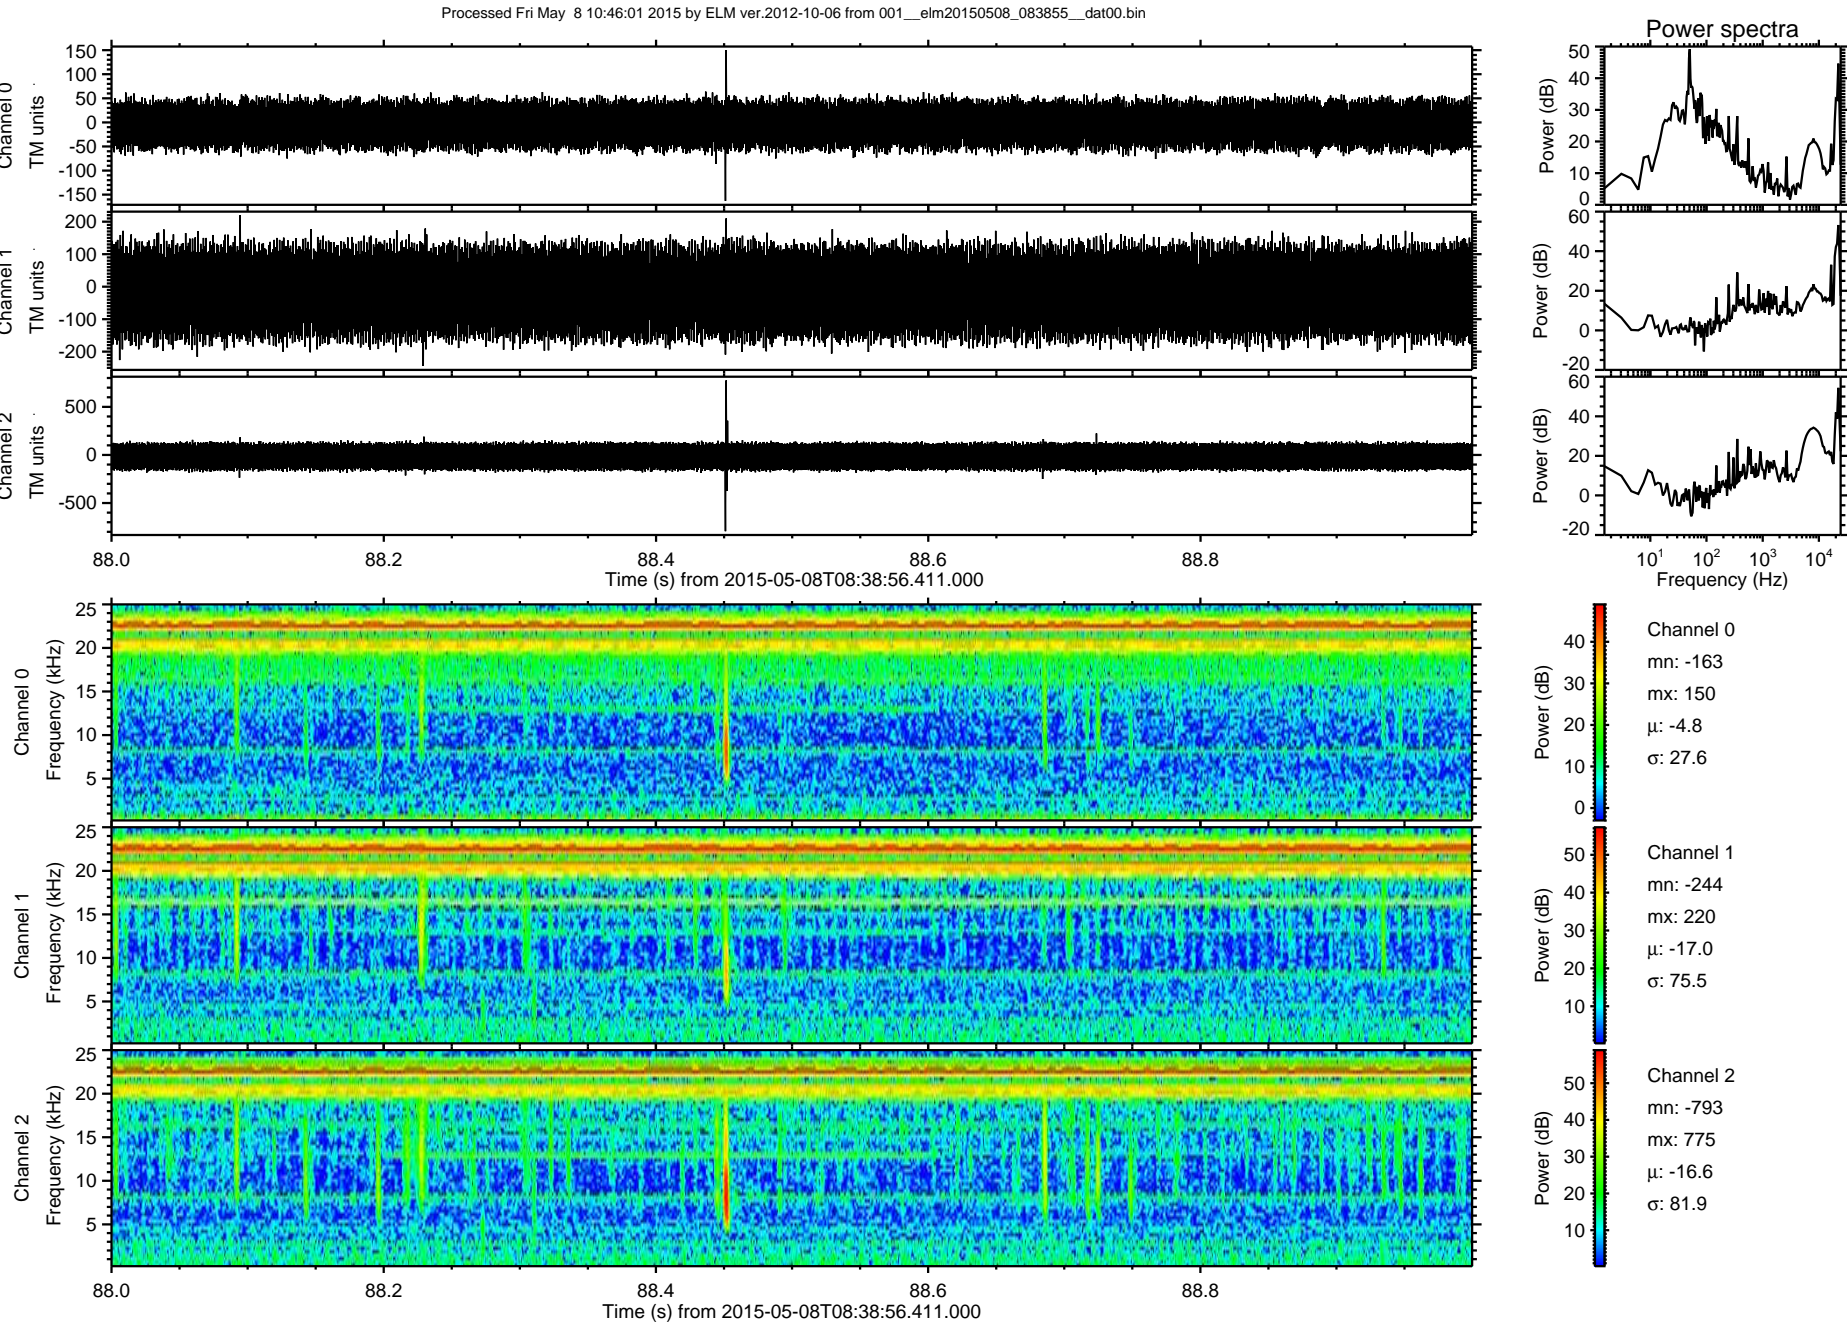 Processed Fri May  8 10:46:01 2015 by ELM ver.2012-10-06 from 001__elm20150508_083855__dat00.bin
Power spectra
Channel 0
TM units
150
100
50
0
-50
-100
-150
Power (dB)
50
40
30
20
10
0
Channel 1
TM units
200
100
0
-100
-200
Power (dB)
60
40
20
0
-20
Channel 2
TM units
500
0
-500
Power (dB)
60
40
20
0
-20
88.0 88.2 88.4 88.6 88.8
Time (s) from 2015-05-08T08:38:56.411.000
10¹ 10² 10³ 10⁴
Frequency (Hz)
Channel 0
Frequency (kHz)
25
20
15
10
5
Power (dB)
40
30
20
10
0
Channel 0
mn: -163
mx: 150
μ: -4.8
σ: 27.6
Channel 1
Frequency (kHz)
25
20
15
10
5
Power (dB)
50
40
30
20
10
Channel 1
mn: -244
mx: 220
μ: -17.0
σ: 75.5
Channel 2
Frequency (kHz)
25
20
15
10
5
Power (dB)
50
40
30
20
10
Channel 2
mn: -793
mx: 775
μ: -16.6
σ: 81.9
88.0 88.2 88.4 88.6 88.8
Time (s) from 2015-05-08T08:38:56.411.000